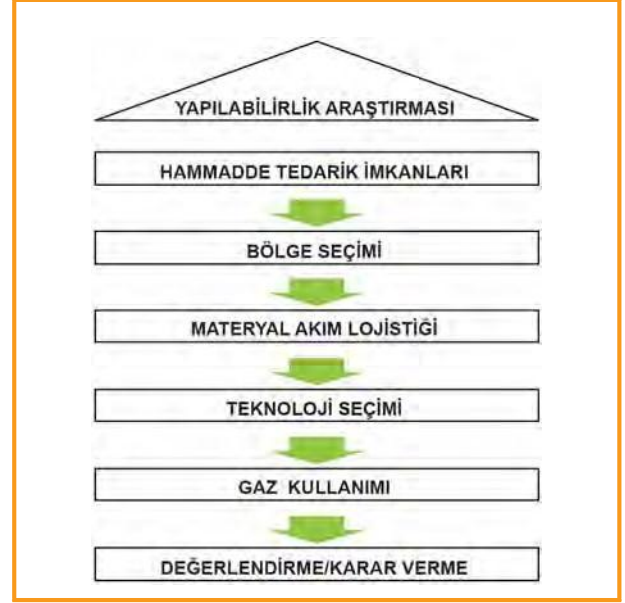 YAPILABİLİRLİK ARAŞTIRMASI
HAMMADDE TEDARİK İMKANLARI
BÖLGE SEÇİMİ
MATERYAL AKIM LOJİSTİĞİ
TEKNOLOJİ SEÇİMİ
GAZ KULLANIMI
DEĞERLENDİRME/KARAR VERME